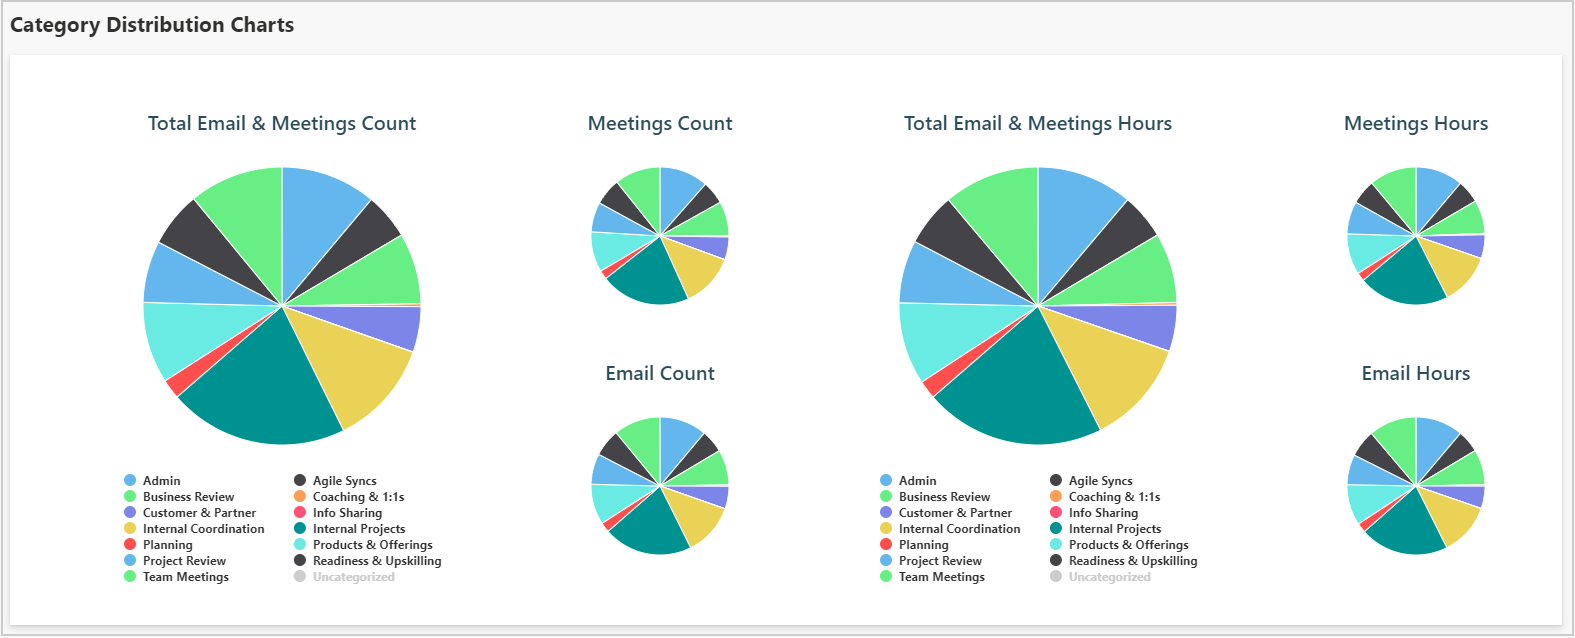 Category Distribution Charts
Total Email & Meetings Count
Meetings Count
Total Email & Meetings Hours
Meetings Hours
Email Count
Email Hours
Admin
Agile Syncs
Business Review
Coaching & 1:1s
Customer & Partner
Info Sharing
Internal Coordination
Internal Projects
Planning
Products & Offerings
Project Review
Readiness & Upskilling
Team Meetings
Uncategorized
Admin
Agile Syncs
Business Review
Coaching & 1:1s
Customer & Partner
Info Sharing
Internal Coordination
Internal Projects
Planning
Products & Offerings
Project Review
Readiness & Upskilling
Team Meetings
Uncategorized